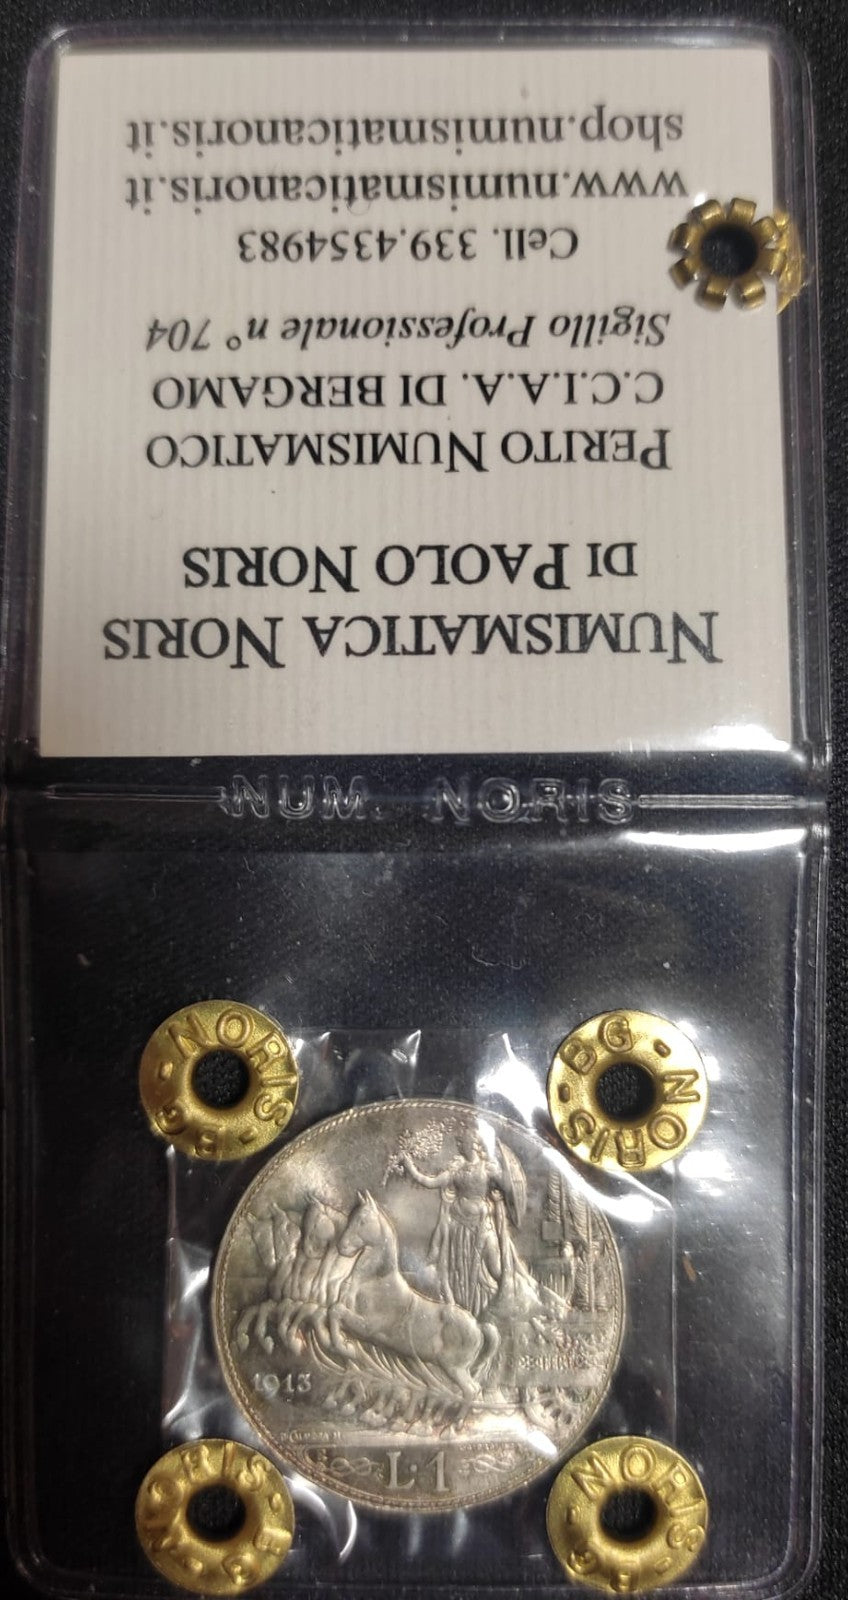 NUMISMATICA NORIS
DI PAOLO NORIS
PERITO NUMISMATICO
C.C.I.A.A. DI BERGAMO
Sigillo Professionale n° 704
Cell. 339.4354983
www.numismaticanoris.it
shop.numismaticanoris.it
NUM. NORIS
NORIS - BG -
BG - NORIS -
1913
L. 1
NORIS - BG -
NORIS - BG -